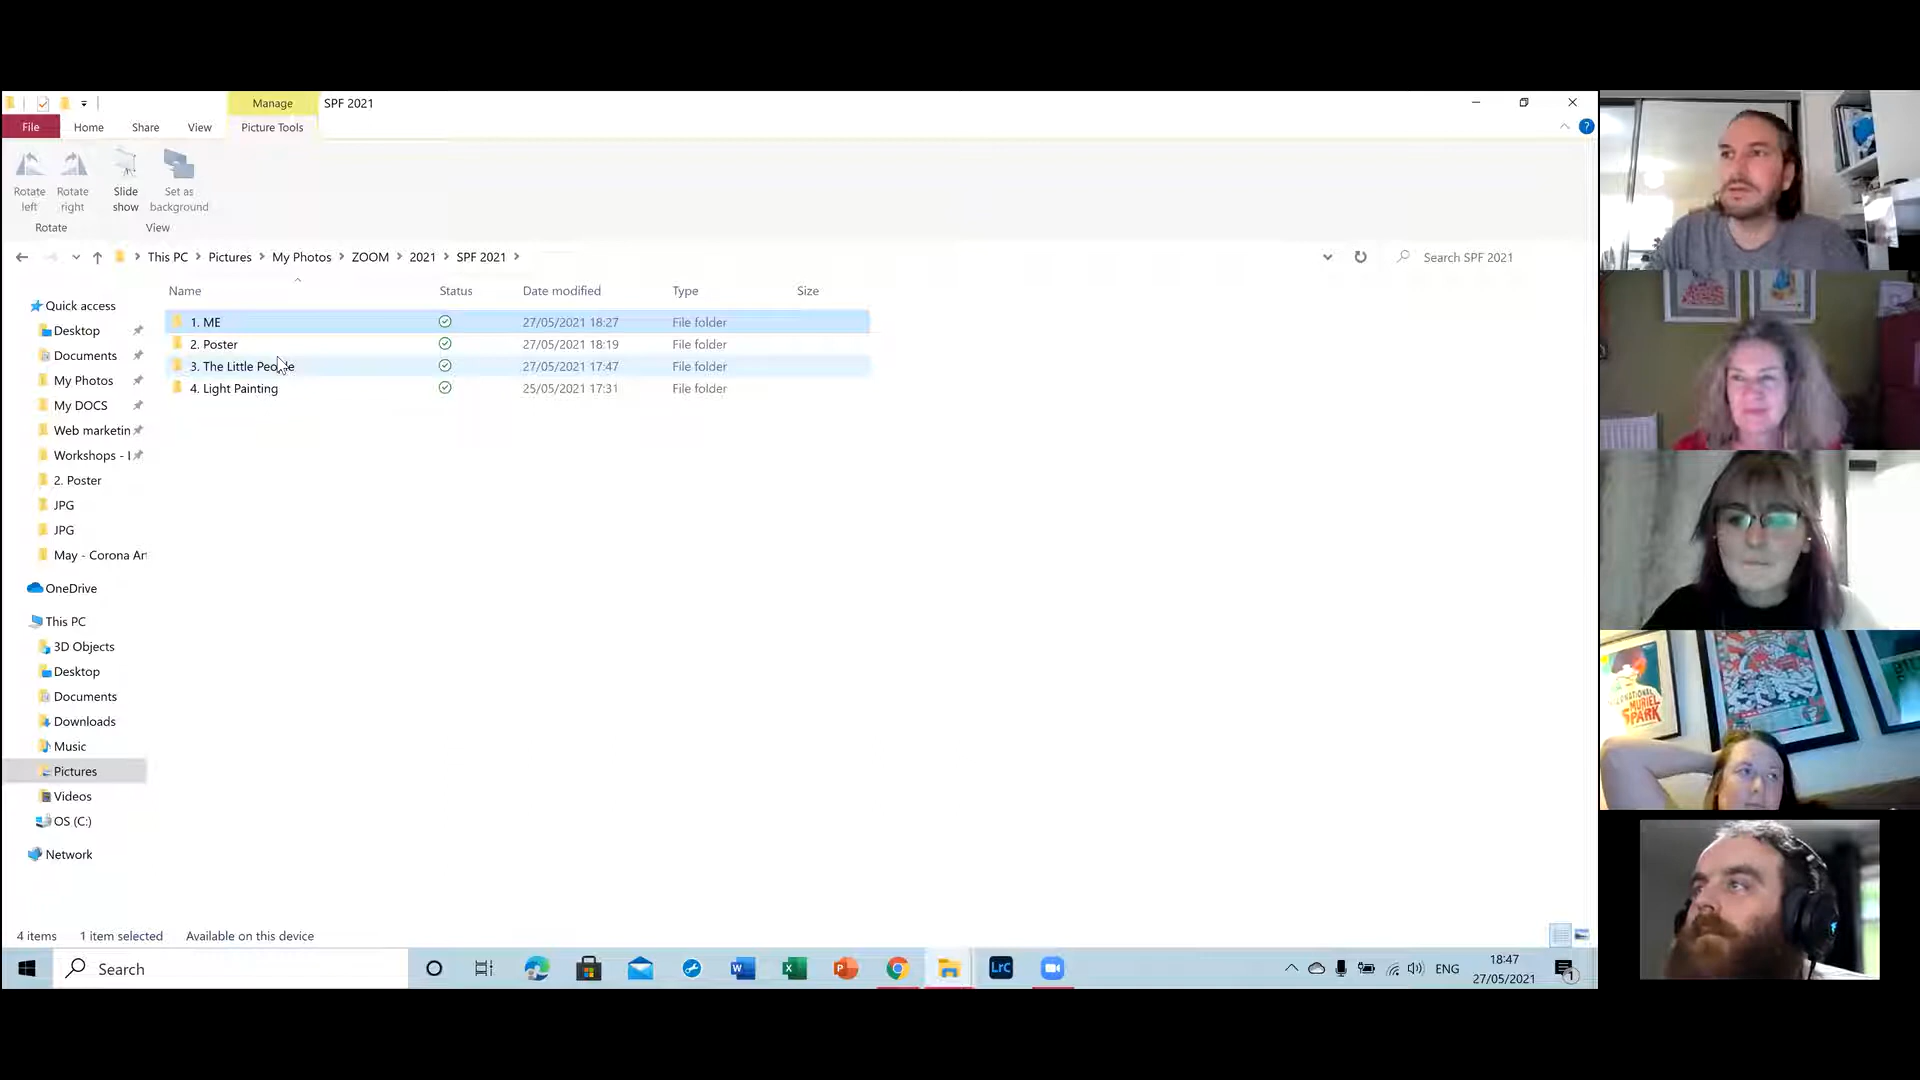 Manage
SPF 2021
File
Home
Share
View
Picture Tools
Rotate left
Rotate right
Slide show
Set as background
Rotate
View
This PC > Pictures > My Photos > ZOOM > 2021 > SPF 2021 >
Search SPF 2021
Name
Status
Date modified
Type
Size
1. ME
27/05/2021 18:27
File folder
2. Poster
27/05/2021 18:19
File folder
3. The Little People
27/05/2021 17:47
File folder
4. Light Painting
25/05/2021 17:31
File folder
Quick access
Desktop
Documents
My Photos
My DOCS
Web marketin
Workshops - I
2. Poster
JPG
JPG
May - Corona Ar
OneDrive
This PC
3D Objects
Desktop
Documents
Downloads
Music
Pictures
Videos
OS (C:)
Network
4 items
1 item selected
Available on this device
Search
LrC
ENG
18:47
27/05/2021
1
MURIEL
SPARK